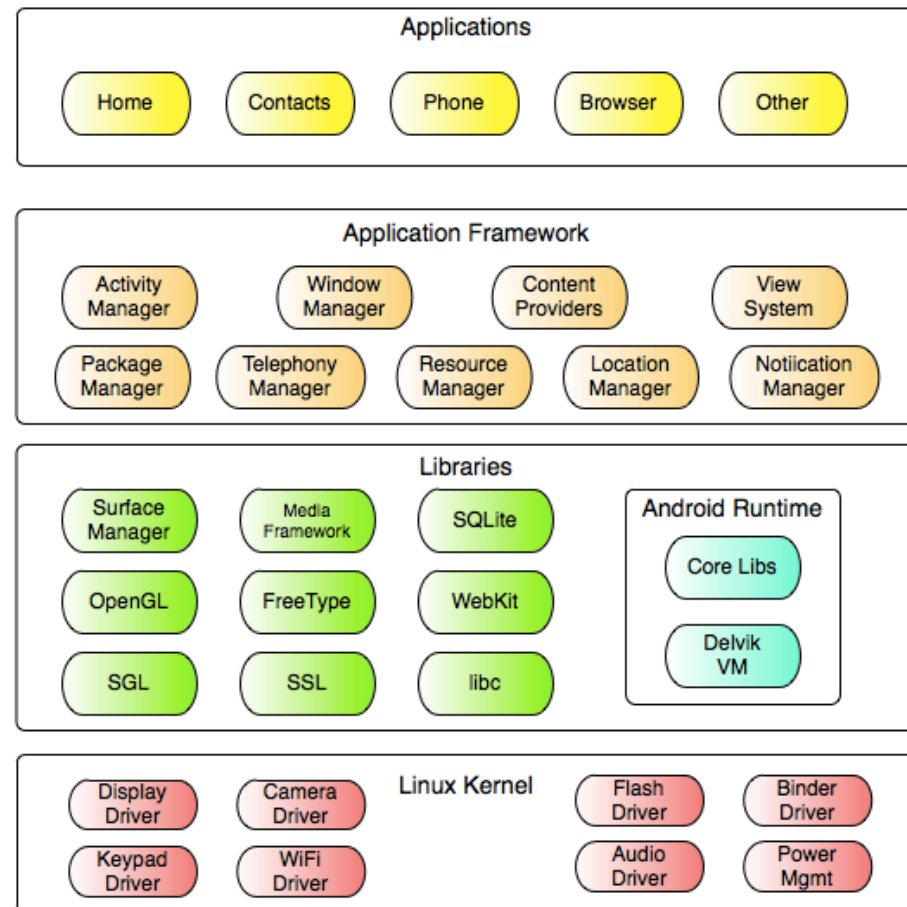 Applications
Home
Contacts
Phone
Browser
Other
Application Framework
Activity
Manager
Window
Manager
Content
Providers
View
System
Package
Manager
Telephony
Manager
Resource
Manager
Location
Manager
Notiication
Manager
Libraries
Surface
Manager
Media
Framework
SQLite
OpenGL
FreeType
WebKit
SGL
SSL
libc
Android Runtime
Core Libs
Delvik
VM
Linux Kernel
Display
Driver
Camera
Driver
Flash
Driver
Binder
Driver
Keypad
Driver
WiFi
Driver
Audio
Driver
Power
Mgmt